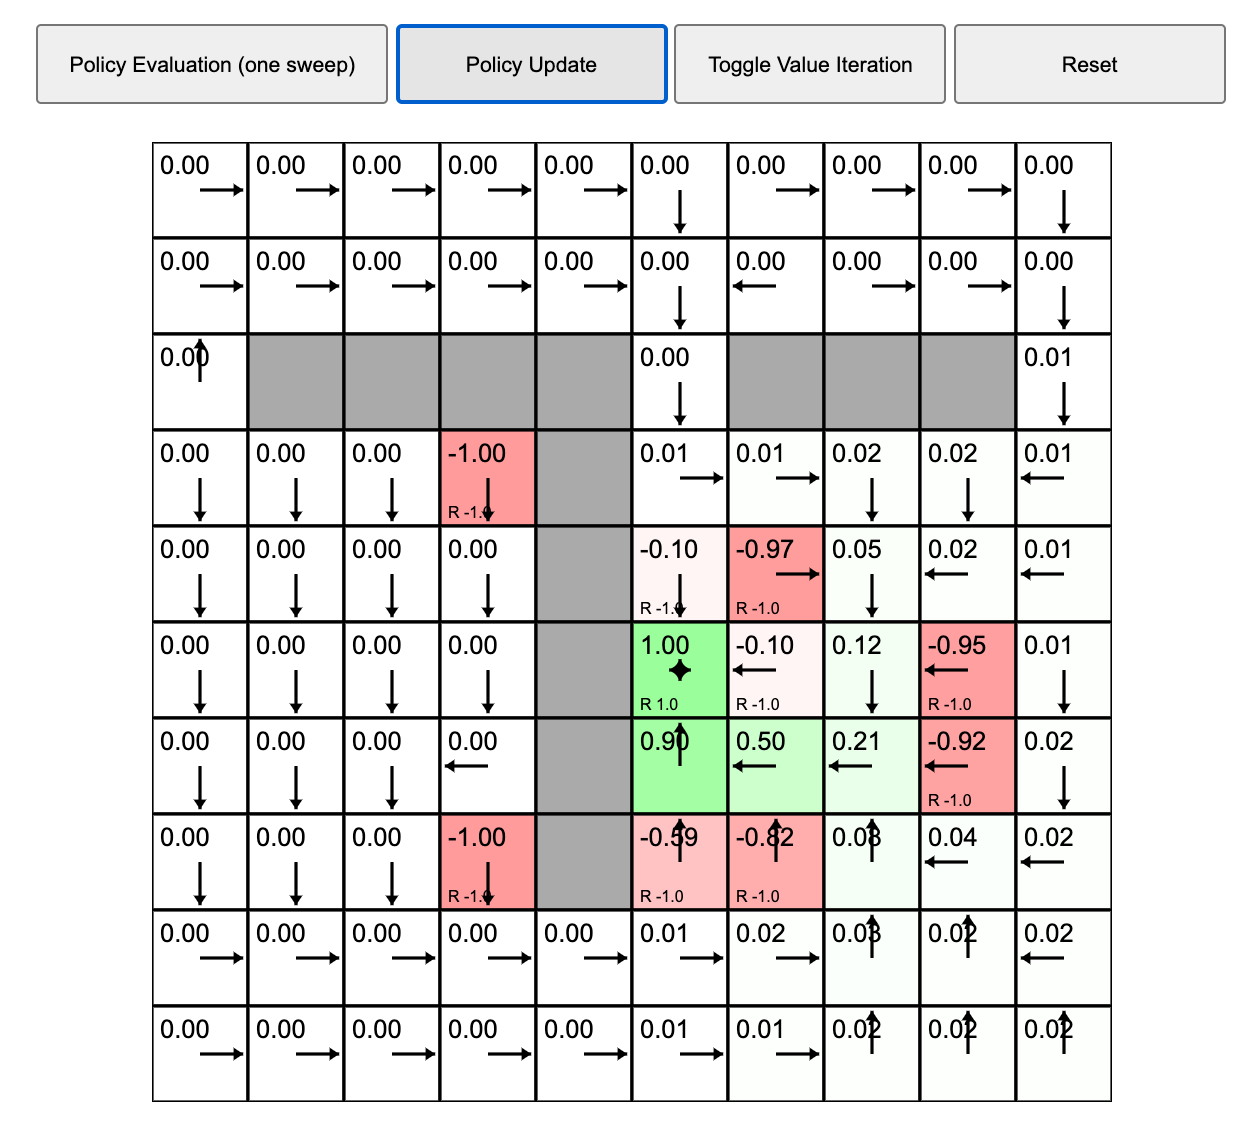 Policy Evaluation (one sweep) Policy Update Toggle Value Iteration Reset
0.00 0.00 0.00 0.00 0.00 0.00 0.00 0.00 0.00 0.00
0.00 0.00 0.00 0.00 0.00 0.00 0.00 0.00 0.00 0.00
0.00 0.00 0.01
0.00 0.00 0.00 -1.00 0.01 0.01 0.02 0.02 0.01
R -1.0
0.00 0.00 0.00 0.00 -0.10 -0.97 0.05 0.02 0.01
R -1.0 R -1.0
0.00 0.00 0.00 0.00 1.00 -0.10 0.12 -0.95 0.01
R 1.0 R -1.0 R -1.0
0.00 0.00 0.00 0.00 0.90 0.50 0.21 -0.92 0.02
R -1.0
0.00 0.00 0.00 -1.00 -0.59 -0.82 0.08 0.04 0.02
R -1.0 R -1.0 R -1.0
0.00 0.00 0.00 0.00 0.00 0.01 0.02 0.03 0.02 0.02
0.00 0.00 0.00 0.00 0.00 0.01 0.01 0.02 0.02 0.02